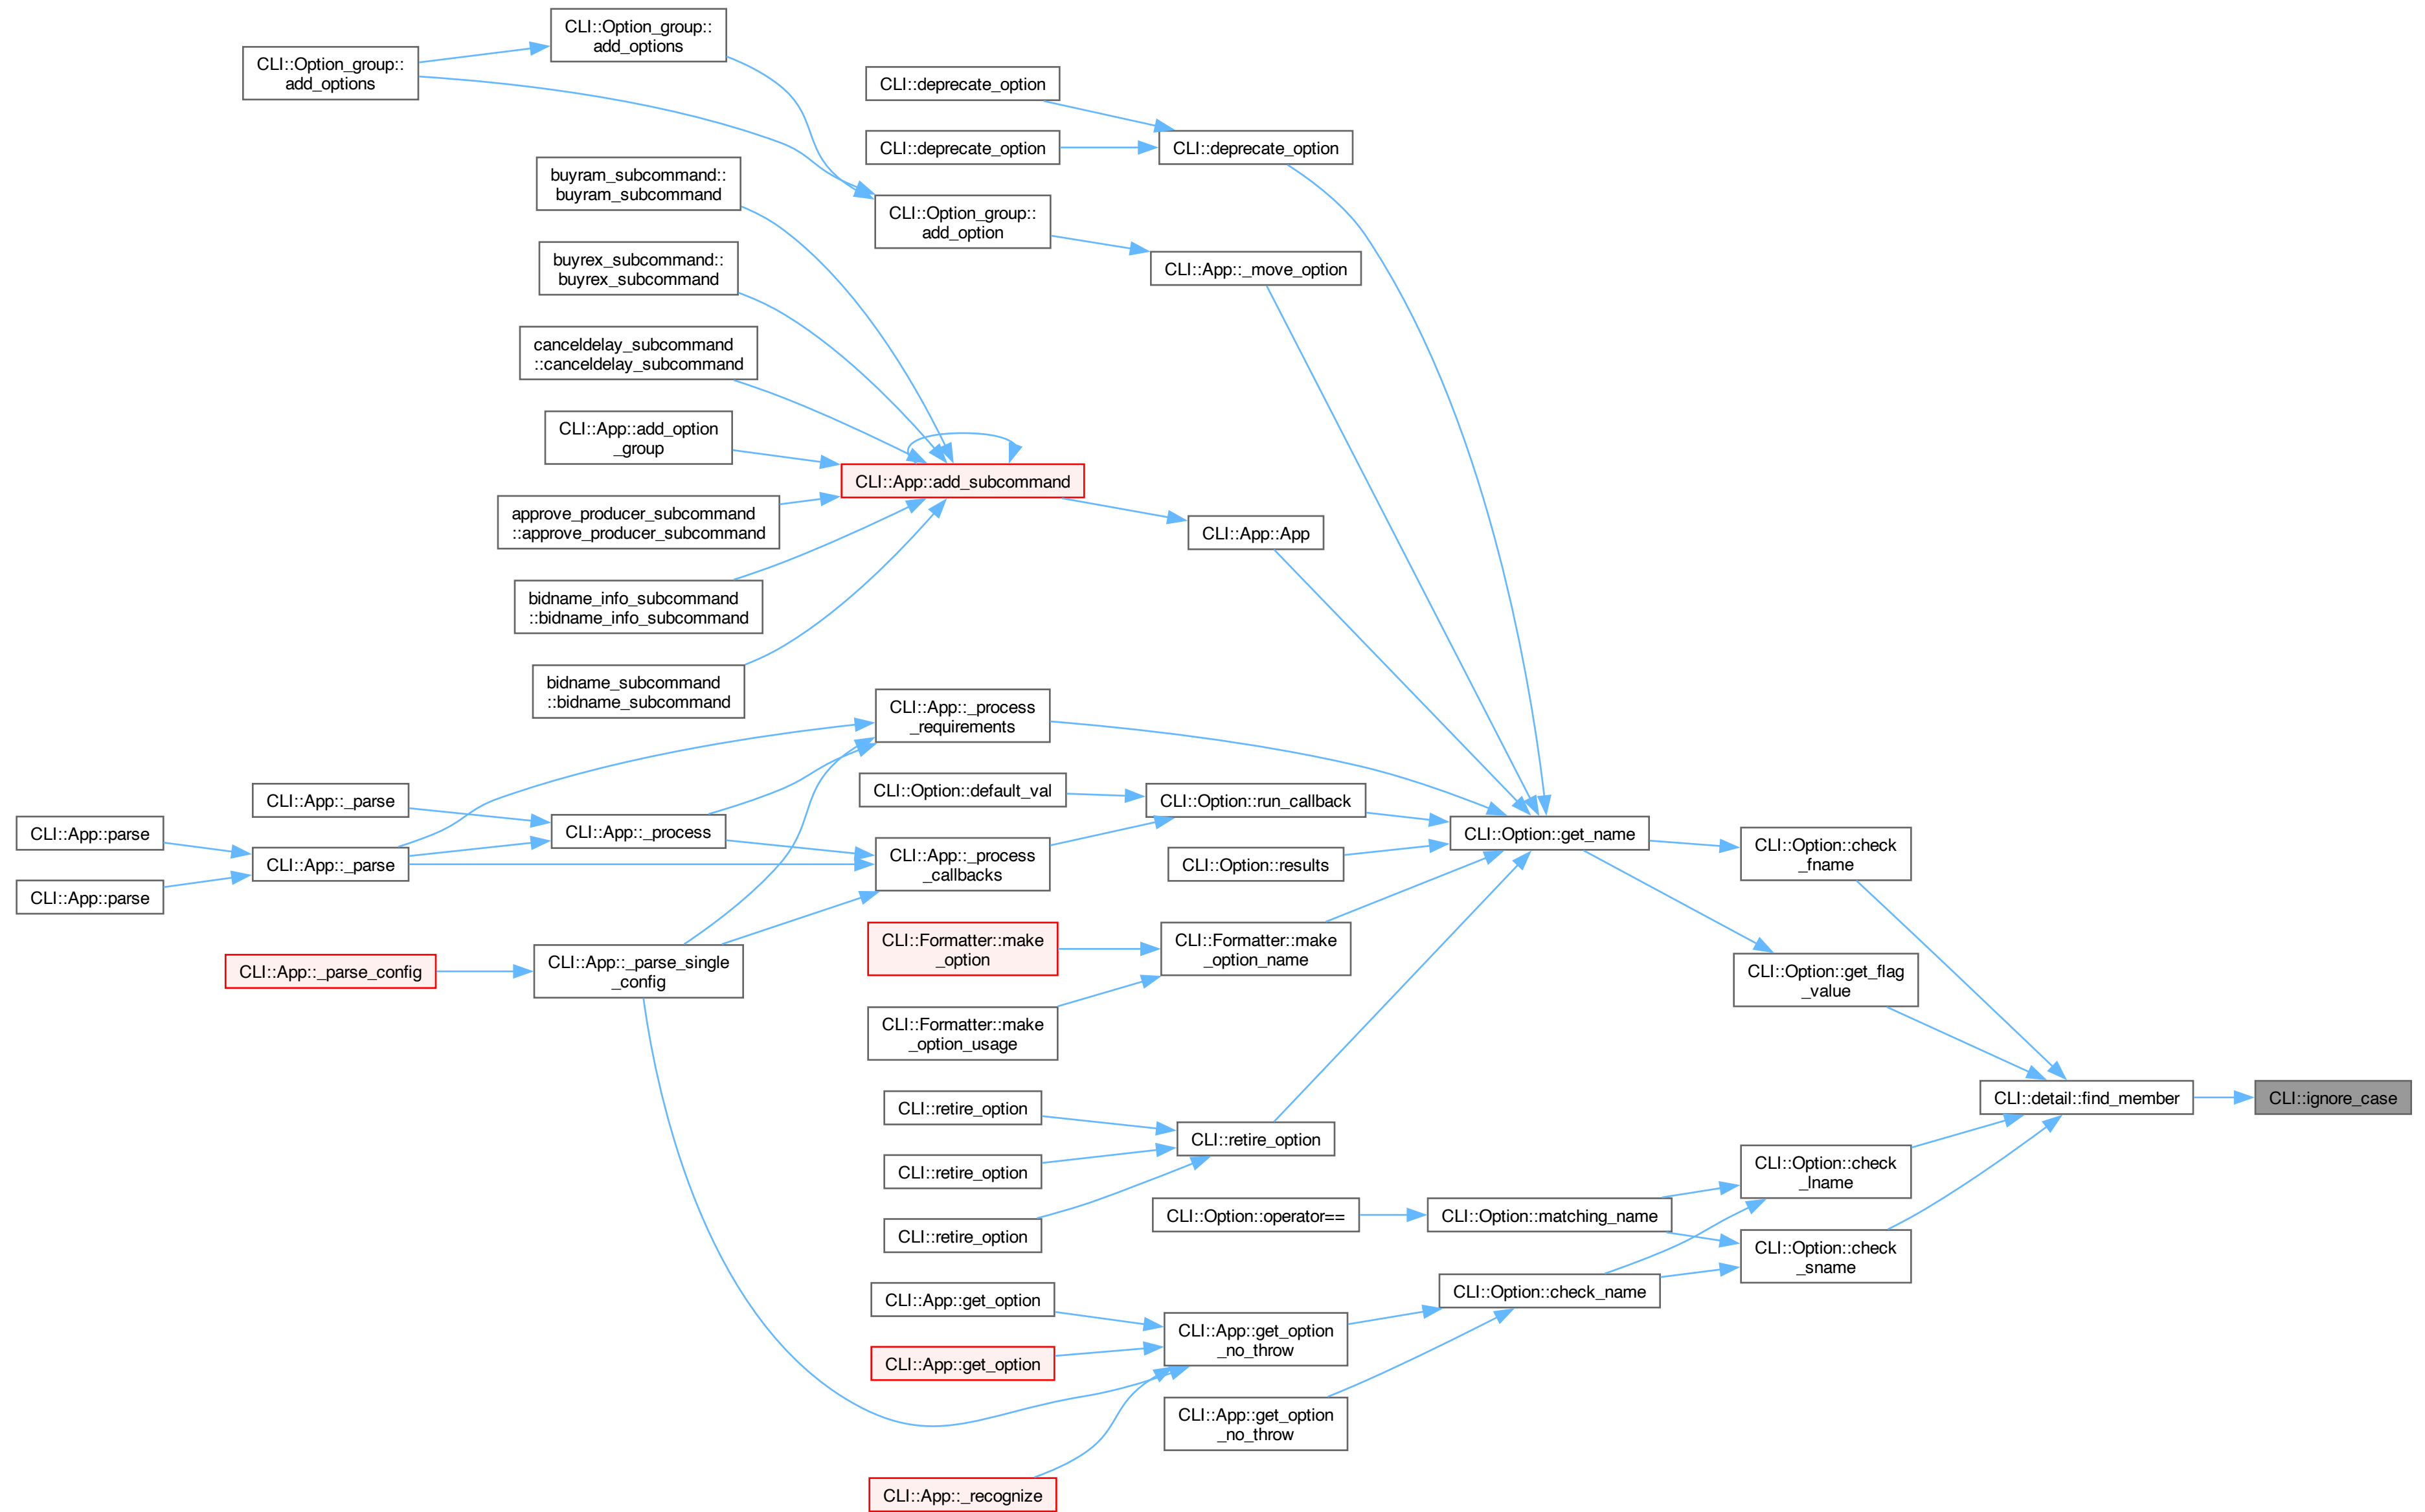 CLI::Option_group::
add_options
CLI::Option_group::
add_options
CLI::deprecate_option
CLI::deprecate_option
CLI::deprecate_option
buyram_subcommand::
buyram_subcommand
CLI::Option_group::
add_option
buyrex_subcommand::
buyrex_subcommand
CLI::App::_move_option
canceldelay_subcommand
::canceldelay_subcommand
CLI::App::add_option
_group
CLI::App::add_subcommand
approve_producer_subcommand
::approve_producer_subcommand
CLI::App::App
bidname_info_subcommand
::bidname_info_subcommand
bidname_subcommand
::bidname_subcommand
CLI::App::_process
_requirements
CLI::App::_parse
CLI::Option::default_val
CLI::Option::run_callback
CLI::App::parse
CLI::App::_process
CLI::Option::get_name
CLI::App::_parse
CLI::App::_process
_callbacks
CLI::Option::results
CLI::Option::check
_fname
CLI::App::parse
CLI::Formatter::make
_option
CLI::Formatter::make
_option_name
CLI::App::_parse_config
CLI::App::_parse_single
_config
CLI::Option::get_flag
_value
CLI::Formatter::make
_option_usage
CLI::retire_option
CLI::detail::find_member
CLI::ignore_case
CLI::retire_option
CLI::retire_option
CLI::Option::check
_lname
CLI::retire_option
CLI::Option::operator==
CLI::Option::matching_name
CLI::Option::check
_sname
CLI::App::get_option
CLI::Option::check_name
CLI::App::get_option
_no_throw
CLI::App::get_option
CLI::App::get_option
_no_throw
CLI::App::_recognize